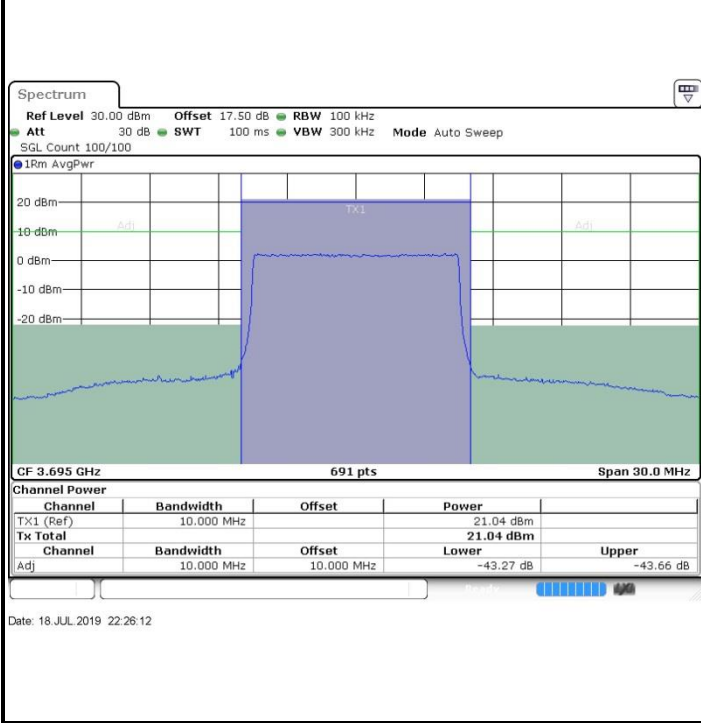 Spectrum
Ref Level 30.00 dBm Offset 17.50 dB RBW 100 kHz
Att 30 dB SWT 100 ms VBW 300 kHz Mode Auto Sweep
SGL Count 100/100
1Rm AvgPwr
20 dBm
TX1
Adj
Adj
10 dBm
0 dBm
-10 dBm
-20 dBm
CF 3.695 GHz 691 pts Span 30.0 MHz
Channel Power
Channel Bandwidth Offset Power
TX1 (Ref) 10.000 MHz 21.04 dBm
Tx Total 21.04 dBm
Channel Bandwidth Offset Lower Upper
Adj 10.000 MHz 10.000 MHz -43.27 dB -43.66 dB
Ready
Date: 18.JUL.2019 22:26:12